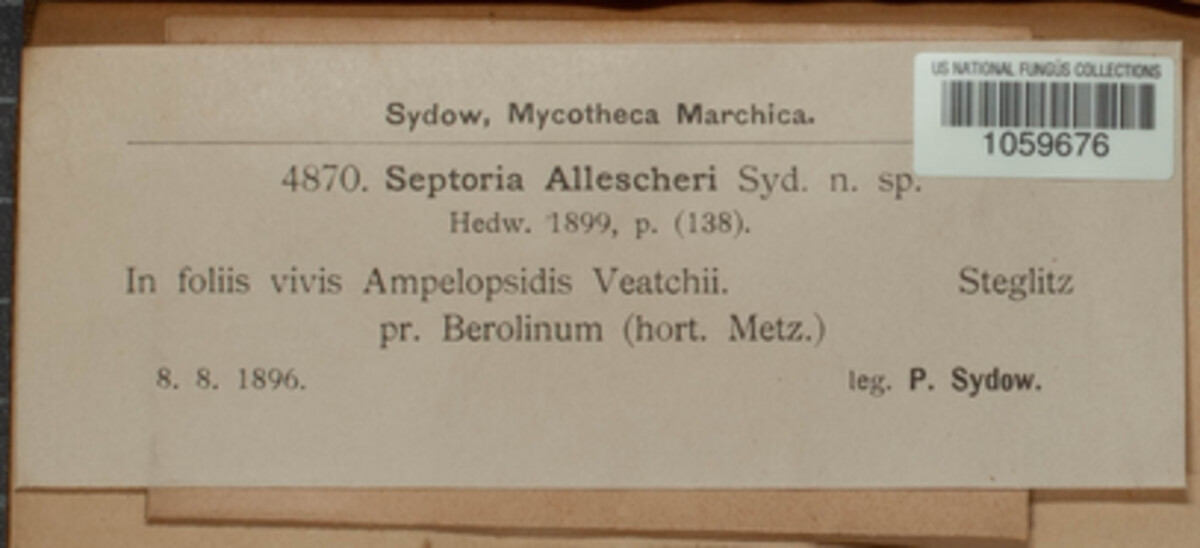 US NATIONAL FUNGUS COLLECTIONS
1059676
Sydow, Mycotheca Marchica.
4870. Septoria Allescheri Syd. n. sp.
Hedw. 1899, p. (138).
In foliis vivis Ampelopsidis Veatchii. Steglitz
pr. Berolinum (hort. Metz.)
8. 8. 1896. leg. P. Sydow.